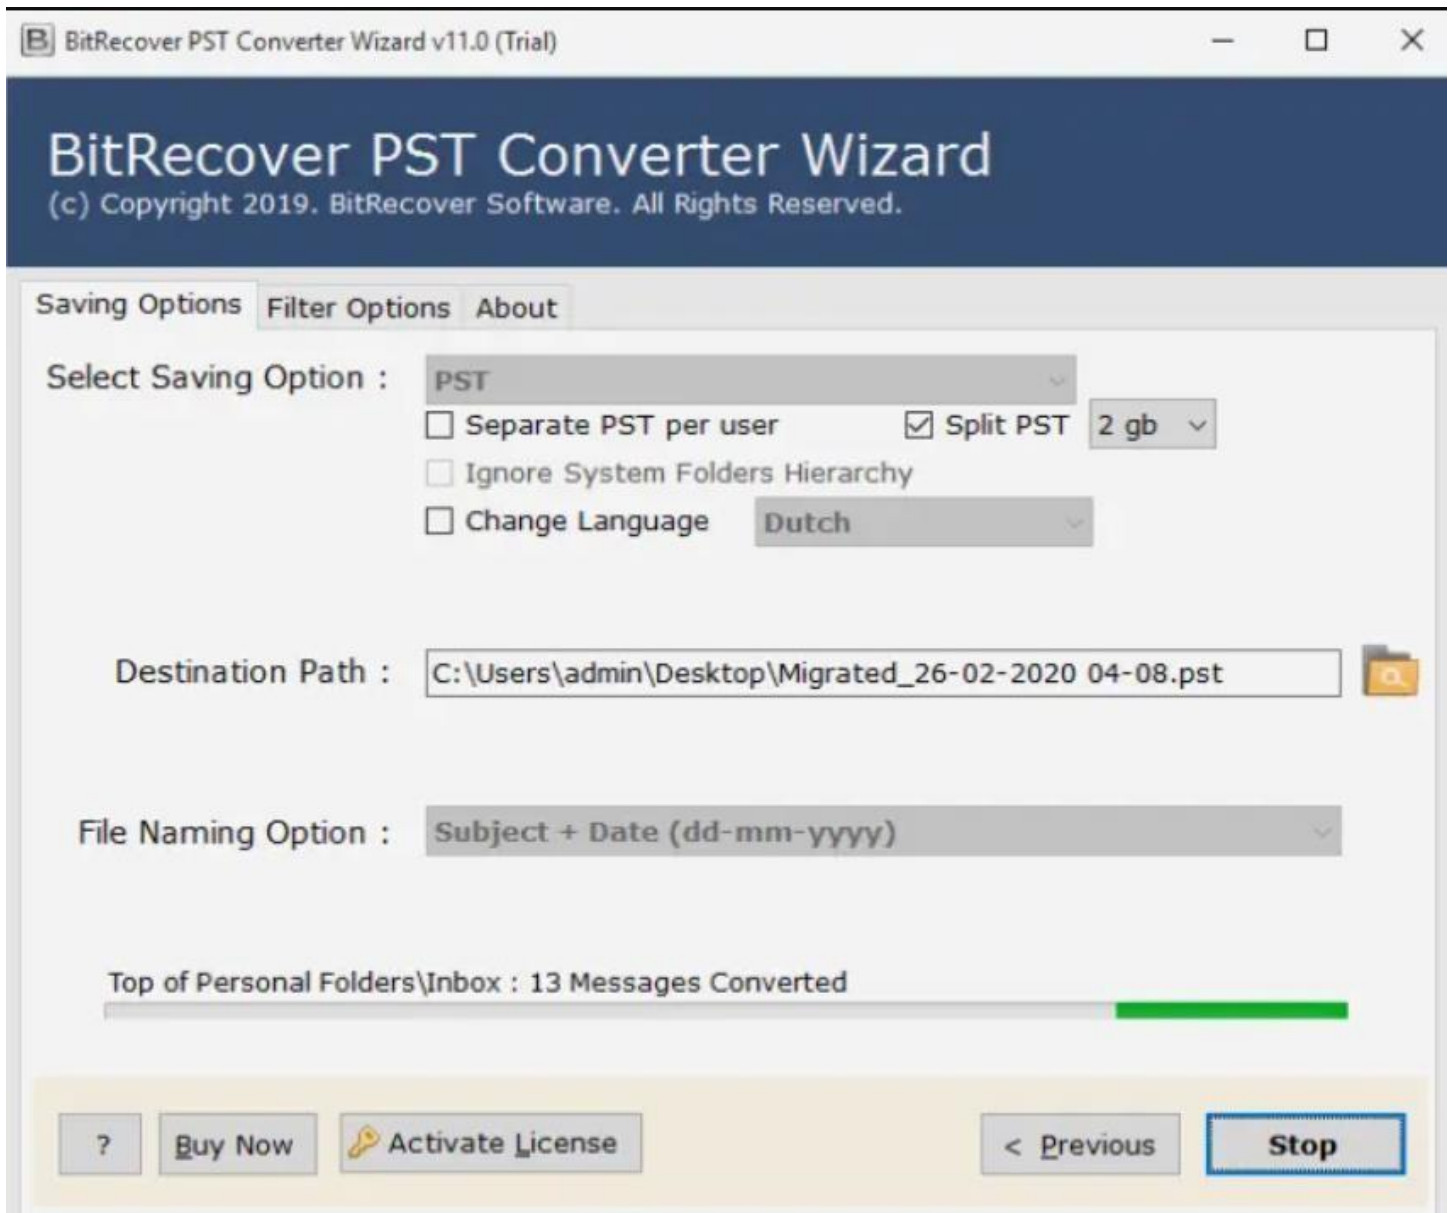 BitRecover PST Converter Wizard v11.0 (Trial)
BitRecover PST Converter Wizard
(c) Copyright 2019. BitRecover Software. All Rights Reserved.
Saving Options Filter Options About
Select Saving Option : PST
Separate PST per user Split PST 2 gb
Ignore System Folders Hierarchy
Change Language Dutch
Destination Path : C:\Users\admin\Desktop\Migrated_26-02-2020 04-08.pst
File Naming Option : Subject + Date (dd-mm-yyyy)
Top of Personal Folders\Inbox : 13 Messages Converted
? Buy Now Activate License < Previous Stop